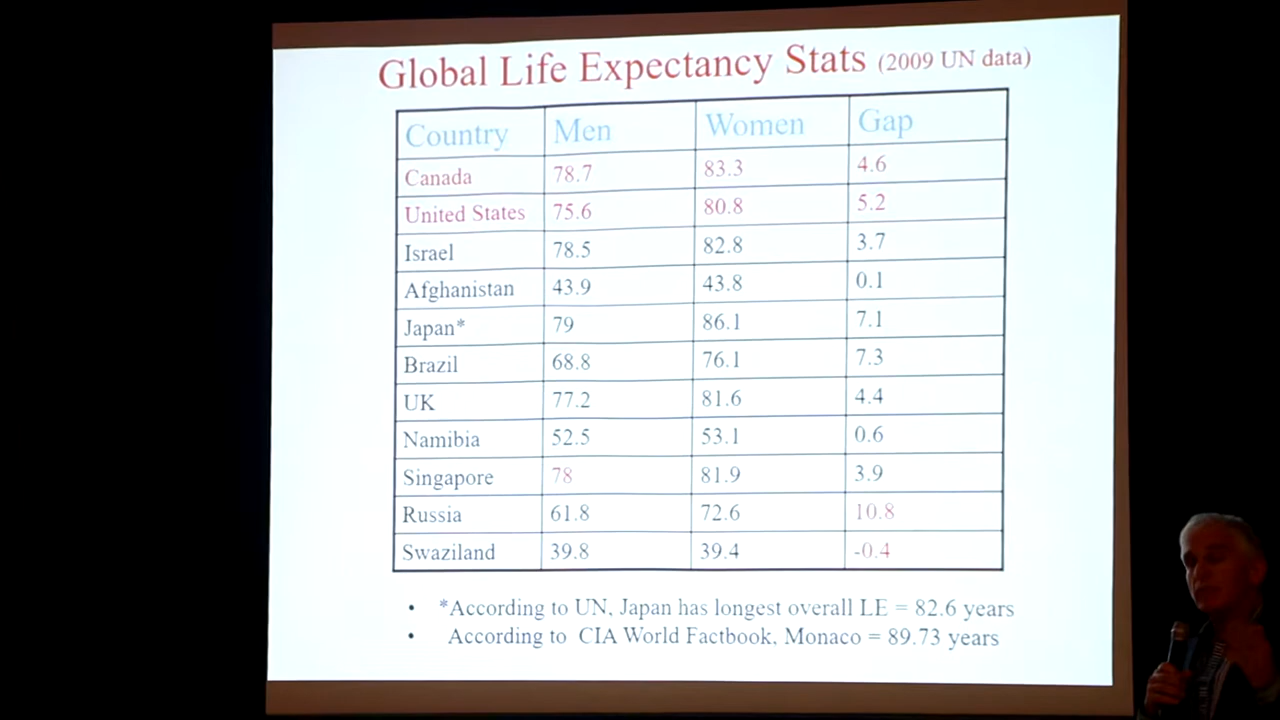 Global Life Expectancy Stats (2009 UN data)
Country Men Women Gap
Canada 78.7 83.3 4.6
United States 75.6 80.8 5.2
Israel 78.5 82.8 3.7
Afghanistan 43.9 43.8 0.1
Japan* 79 86.1 7.1
Brazil 68.8 76.1 7.3
UK 77.2 81.6 4.4
Namibia 52.5 53.1 0.6
Singapore 78 81.9 3.9
Russia 61.8 72.6 10.8
Swaziland 39.8 39.4 -0.4
• *According to UN, Japan has longest overall LE = 82.6 years
• According to CIA World Factbook, Monaco = 89.73 years